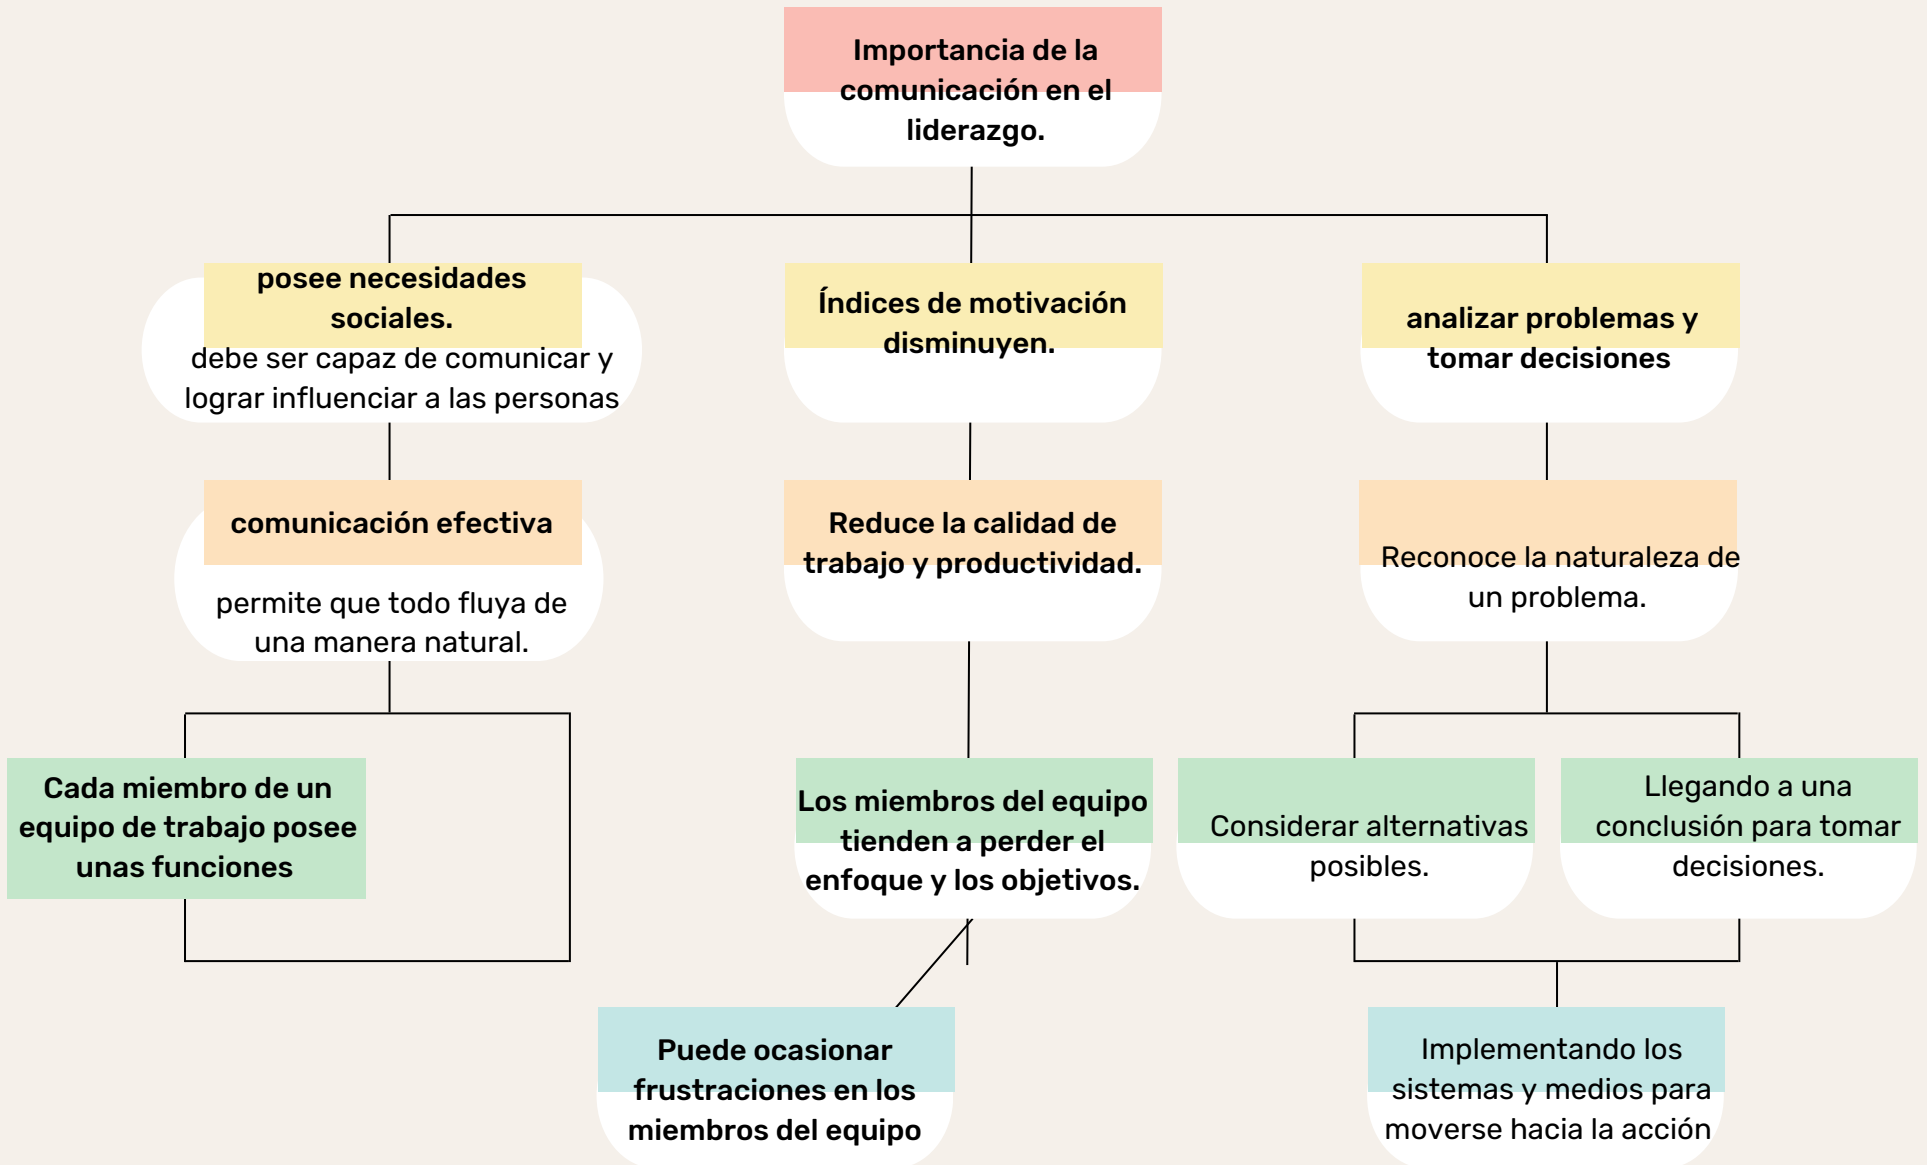 Importancia de la
comunicación en el
liderazgo.
posee necesidades
sociales.
debe ser capaz de comunicar y
lograr influenciar a las personas
Índices de motivación
disminuyen.
analizar problemas y
tomar decisiones
comunicación efectiva
permite que todo fluya de
una manera natural.
Reduce la calidad de
trabajo y productividad.
Reconoce la naturaleza de
un problema.
Cada miembro de un
equipo de trabajo posee
unas funciones
Los miembros del equipo
tienden a perder el
enfoque y los objetivos.
Considerar alternativas
posibles.
Llegando a una
conclusión para tomar
decisiones.
Puede ocasionar
frustraciones en los
miembros del equipo
Implementando los
sistemas y medios para
moverse hacia la acción